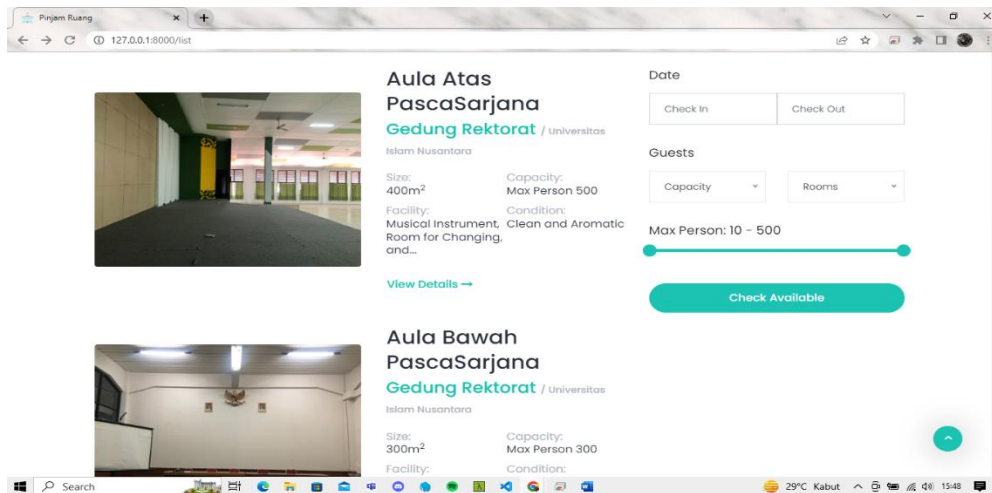 Pinjam Ruang
127.0.0.1:8000/list
Aula Atas
PascaSarjana
Gedung Rektorat / Universitas
Islam Nusantara
Size:
400m²
Capacity:
Max Person 500
Facility:
Musical Instrument,
Room for Changing,
and...
Condition:
Clean and Aromatic
View Details →
Aula Bawah
PascaSarjana
Gedung Rektorat / Universitas
Islam Nusantara
Size:
300m²
Capacity:
Max Person 300
Facility:
Condition:
Date
Check In
Check Out
Guests
Capacity
Rooms
Max Person: 10 - 500
Check Available
Search
29°C Kabut
15:48